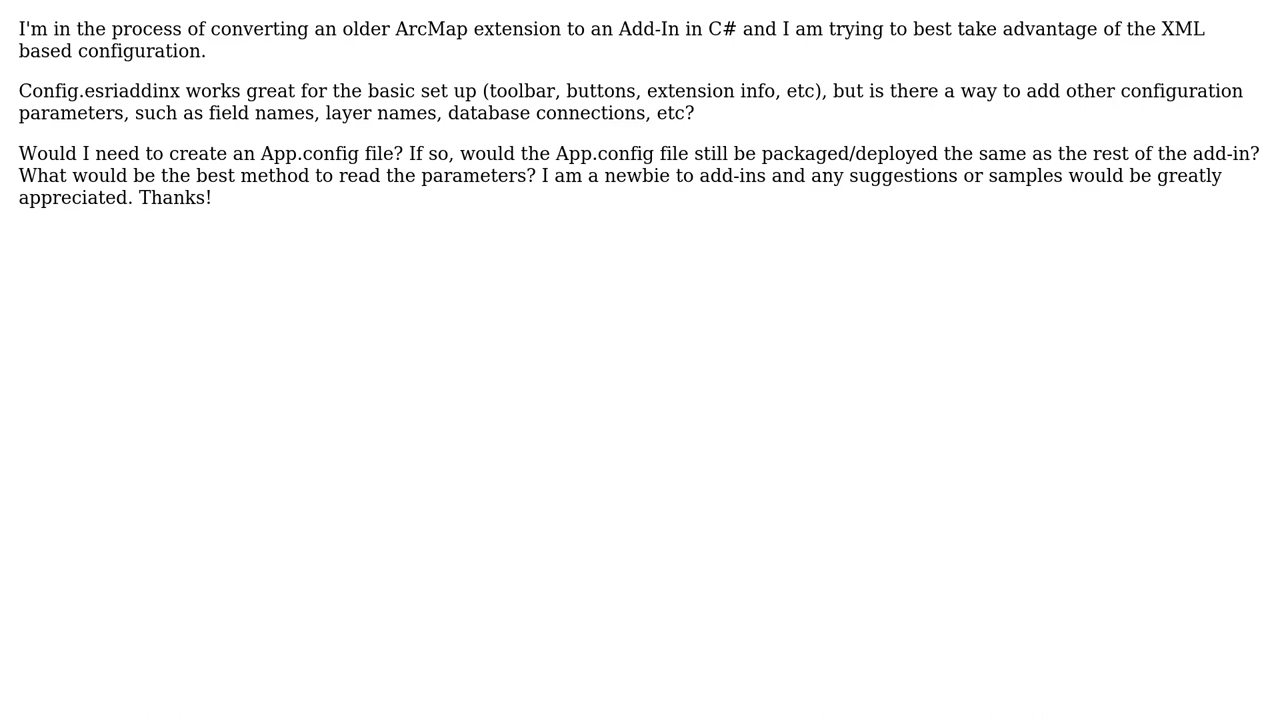 I'm in the process of converting an older ArcMap extension to an Add-In in C# and I am trying to best take advantage of the XML
based configuration.
Config.esriaddinx works great for the basic set up (toolbar, buttons, extension info, etc), but is there a way to add other configuration
parameters, such as field names, layer names, database connections, etc?
Would I need to create an App.config file? If so, would the App.config file still be packaged/deployed the same as the rest of the add-in?
What would be the best method to read the parameters? I am a newbie to add-ins and any suggestions or samples would be greatly
appreciated. Thanks!